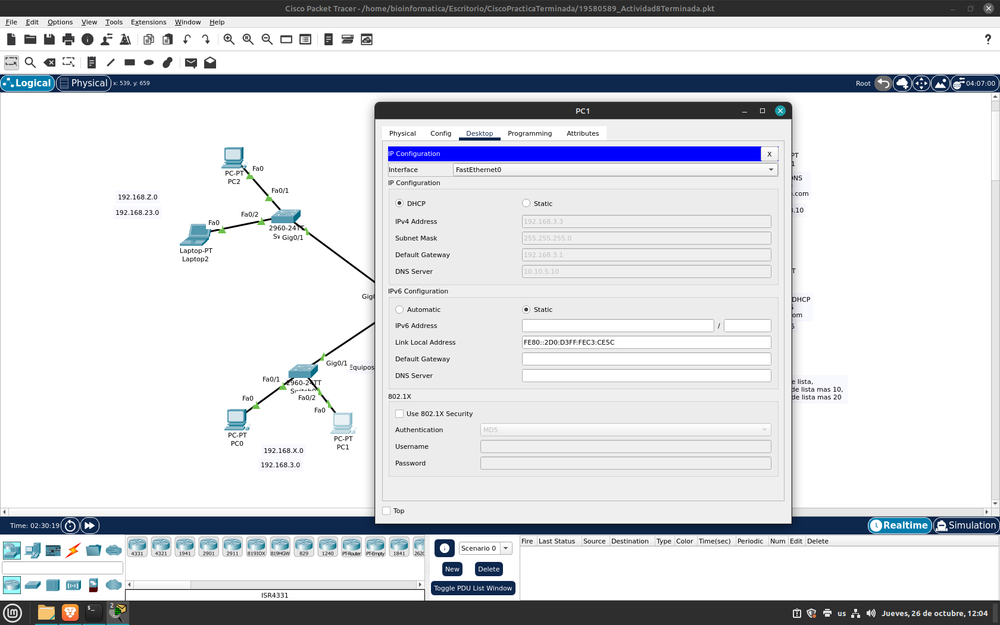 Cisco Packet Tracer - /home/bioinformatica/Escritorio/CiscoPracticaTerminada/19580589_Actividad8Terminada.pkt
File Edit Options View Tools Extensions Window Help
Logical Physical x: 539, y: 659 Root 04:07:00
PC1
Physical Config Desktop Programming Attributes
IP Configuration X
Interface FastEthernet0
IP Configuration
DHCP Static
IPv4 Address 192.168.3.3
Subnet Mask 255.255.255.0
Default Gateway 192.168.3.1
DNS Server 10.10.5.10
IPv6 Configuration
Automatic Static
IPv6 Address /
Link Local Address FE80::2D0:D3FF:FEC3:CE5C
Default Gateway
DNS Server
802.1X
Use 802.1X Security
Authentication MD5
Username
Password
Top
Fa0
PC-PT
PC2
Fa0/1
192.168.Z.0
192.168.23.0
Fa0/2
Fa0
2960-24TT
Sw Gig0/1
Laptop-PT
Laptop2
Gig0
Gig0/1
Equipos
Fa0/1
2960-24TT
Switch0
Fa0/2
Fa0
Fa0
PC-PT
PC0
PC-PT
PC1
192.168.X.0
192.168.3.0
PT
1
DNS
.com
3.10
T
DHCP
5
om
5
e lista,
de lista mas 10,
de lista mas 20
Time: 02:30:19 Realtime Simulation
4331 4321 1941 2901 2911 819IOX 819HGW 829 1240 PT-Router PT-Empty 1841 2620
ISR4331
Scenario 0
New Delete
Toggle PDU List Window
Fire Last Status Source Destination Type Color Time(sec) Periodic Num Edit Delete
2
us Jueves, 26 de octubre, 12:04